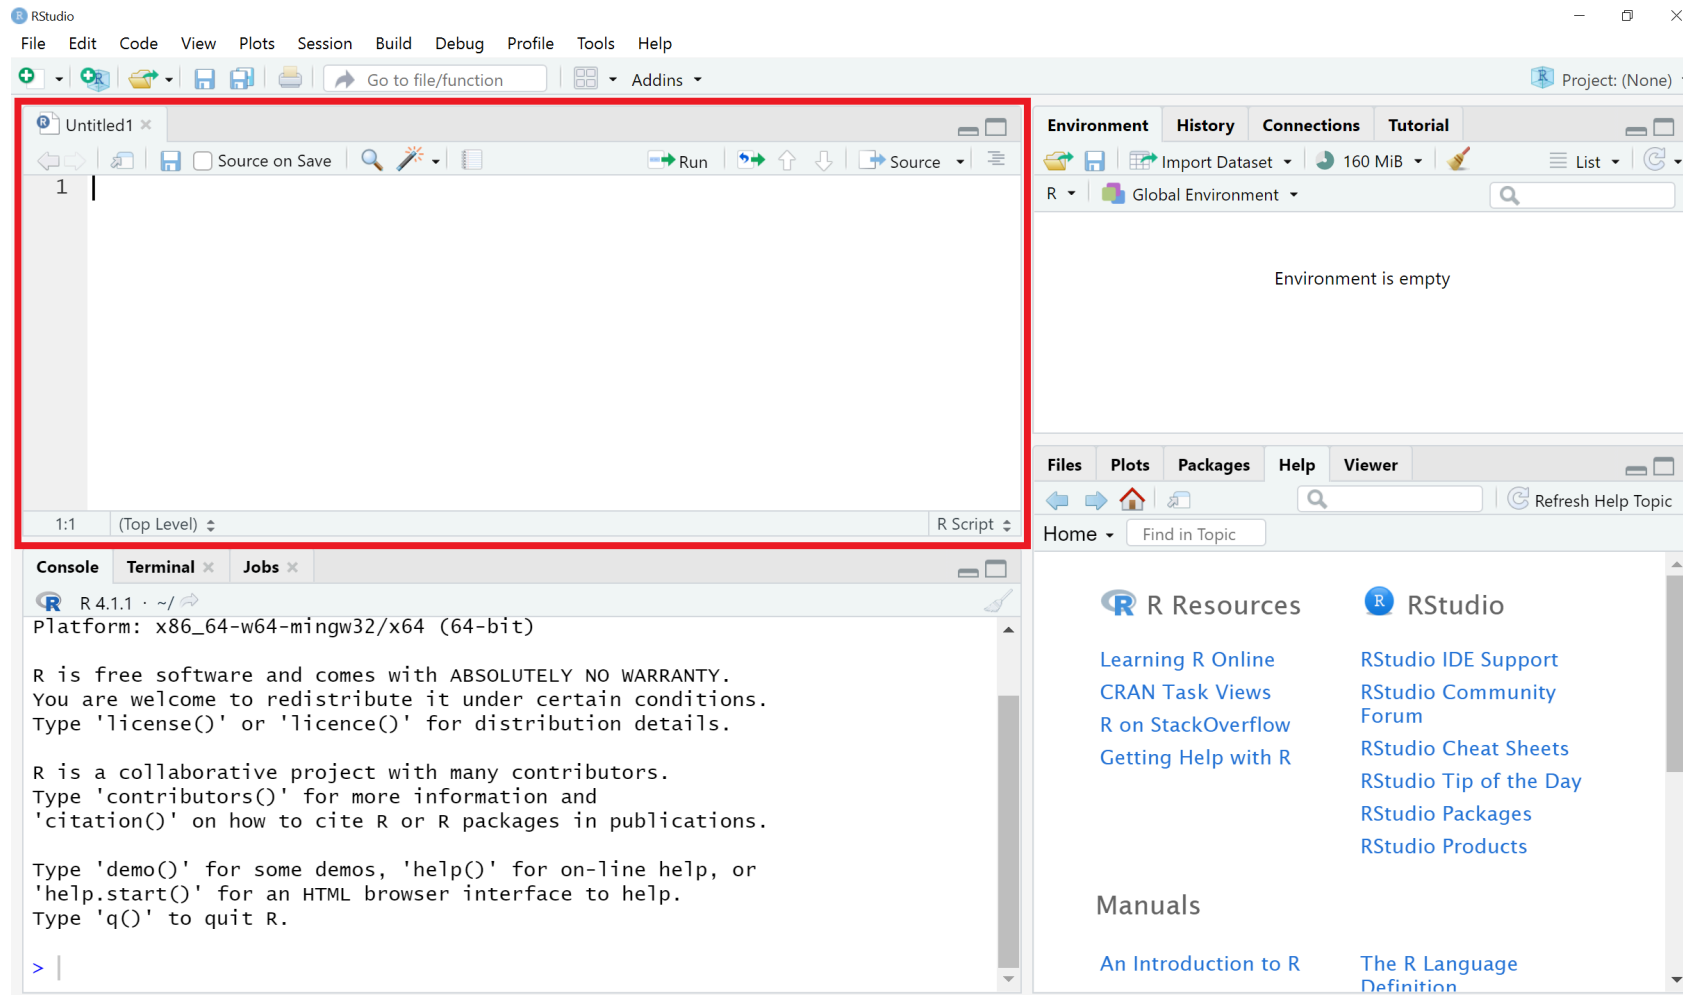 RStudio
File Edit Code View Plots Session Build Debug Profile Tools Help
Go to file/function Addins Project: (None)
Untitled1
Source on Save Run Source
1
1:1 (Top Level) R Script
Console Terminal Jobs
R 4.1.1 · ~/
Platform: x86_64-w64-mingw32/x64 (64-bit)
R is free software and comes with ABSOLUTELY NO WARRANTY.
You are welcome to redistribute it under certain conditions.
Type 'license()' or 'licence()' for distribution details.
R is a collaborative project with many contributors.
Type 'contributors()' for more information and
'citation()' on how to cite R or R packages in publications.
Type 'demo()' for some demos, 'help()' for on-line help, or
'help.start()' for an HTML browser interface to help.
Type 'q()' to quit R.
>
Environment History Connections Tutorial
Import Dataset 160 MiB List
R Global Environment
Environment is empty
Files Plots Packages Help Viewer
Refresh Help Topic
Home Find in Topic
R Resources
Learning R Online
CRAN Task Views
R on StackOverflow
Getting Help with R
RStudio
RStudio IDE Support
RStudio Community
Forum
RStudio Cheat Sheets
RStudio Tip of the Day
RStudio Packages
RStudio Products
Manuals
An Introduction to R
The R Language
Definition